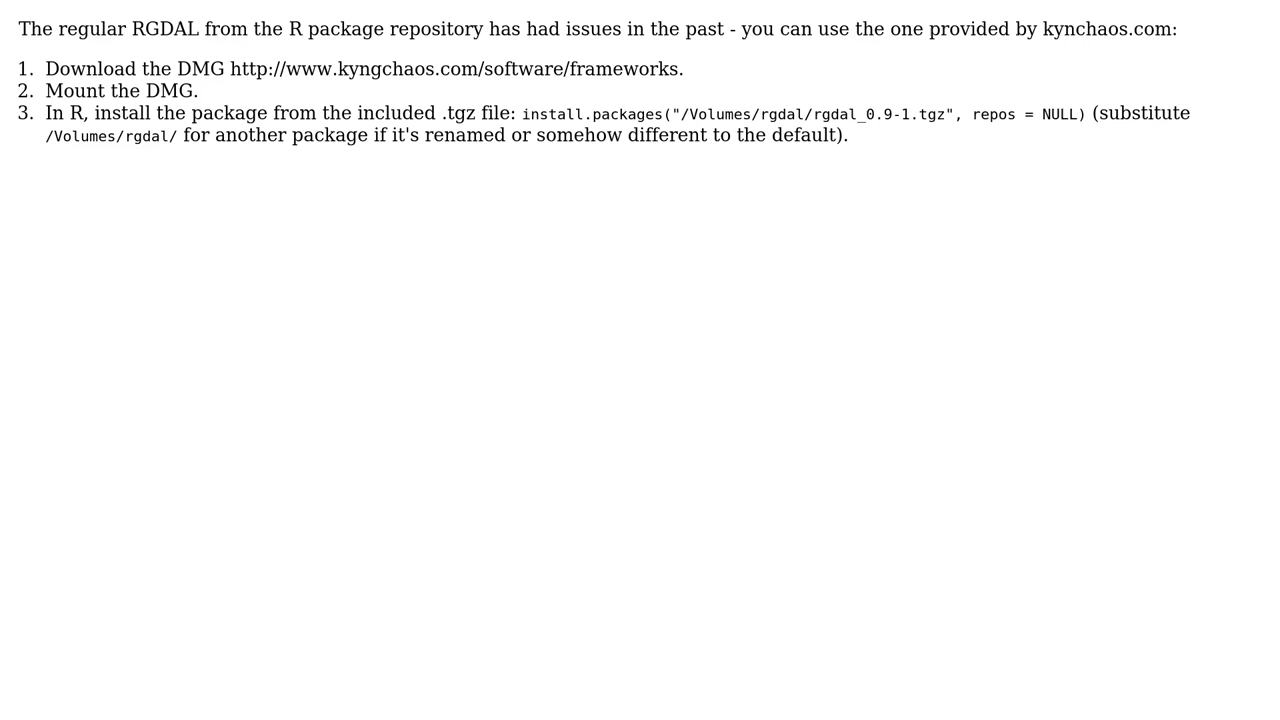 The regular RGDAL from the R package repository has had issues in the past - you can use the one provided by kynchaos.com:
1. Download the DMG http://www.kyngchaos.com/software/frameworks.
2. Mount the DMG.
3. In R, install the package from the included .tgz file: install.packages("/Volumes/rgdal/rgdal_0.9-1.tgz", repos = NULL) (substitute
/Volumes/rgdal/ for another package if it's renamed or somehow different to the default).